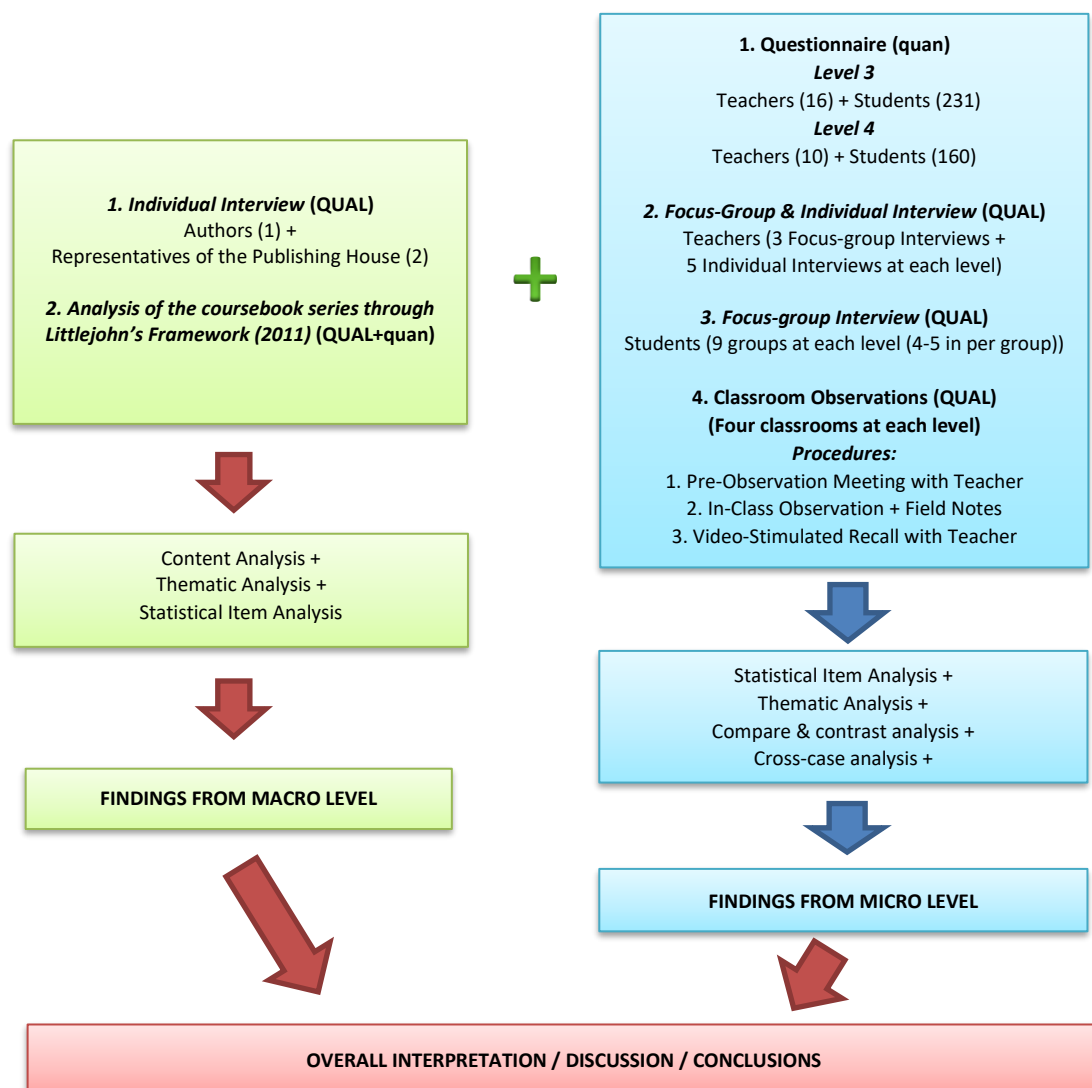 1. Individual Interview (QUAL)
Authors (1) +
Representatives of the Publishing House (2)
2. Analysis of the coursebook series through
Littlejohn’s Framework (2011) (QUAL+quan)
1. Questionnaire (quan)
Level 3
Teachers (16) + Students (231)
Level 4
Teachers (10) + Students (160)
2. Focus-Group & Individual Interview (QUAL)
Teachers (3 Focus-group Interviews +
5 Individual Interviews at each level)
3. Focus-group Interview (QUAL)
Students (9 groups at each level (4-5 in per group))
4. Classroom Observations (QUAL)
(Four classrooms at each level)
Procedures:
1. Pre-Observation Meeting with Teacher
2. In-Class Observation + Field Notes
3. Video-Stimulated Recall with Teacher
Content Analysis +
Thematic Analysis +
Statistical Item Analysis
Statistical Item Analysis +
Thematic Analysis +
Compare & contrast analysis +
Cross-case analysis +
FINDINGS FROM MACRO LEVEL
FINDINGS FROM MICRO LEVEL
OVERALL INTERPRETATION / DISCUSSION / CONCLUSIONS